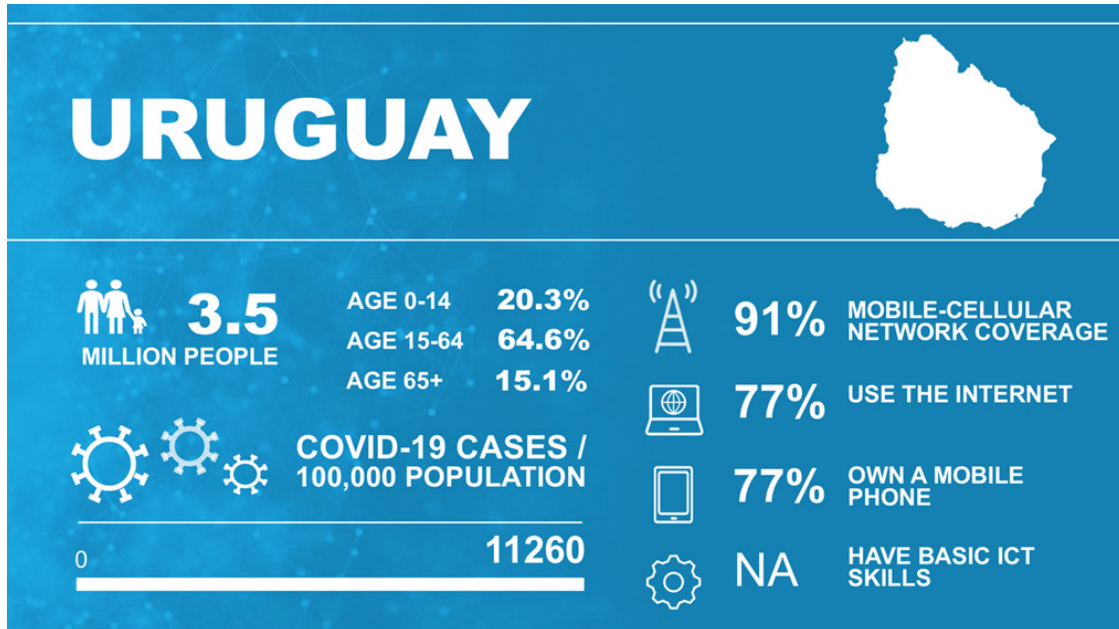 URUGUAY
3.5
MILLION PEOPLE
AGE 0-14 20.3%
AGE 15-64 64.6%
AGE 65+ 15.1%
COVID-19 CASES /
100,000 POPULATION
0 11260
91% MOBILE-CELLULAR
NETWORK COVERAGE
77% USE THE INTERNET
77% OWN A MOBILE
PHONE
NA HAVE BASIC ICT
SKILLS